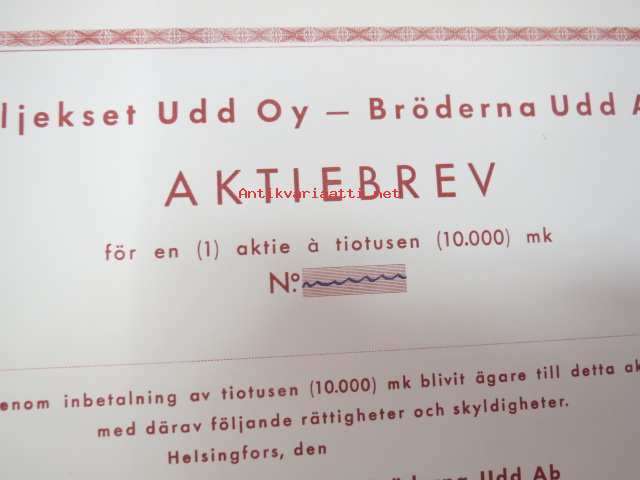 ljekset Udd Oy — Bröderna Udd A
AKTIEBREV
Antikvariaatti.net
för en (1) aktie à tiotusen (10.000) mk
No.
enom inbetalning av tiotusen (10.000) mk blivit ägare till detta ak
med därav följande rättigheter och skyldigheter.
Helsingfors, den
Bröderna Udd Ab